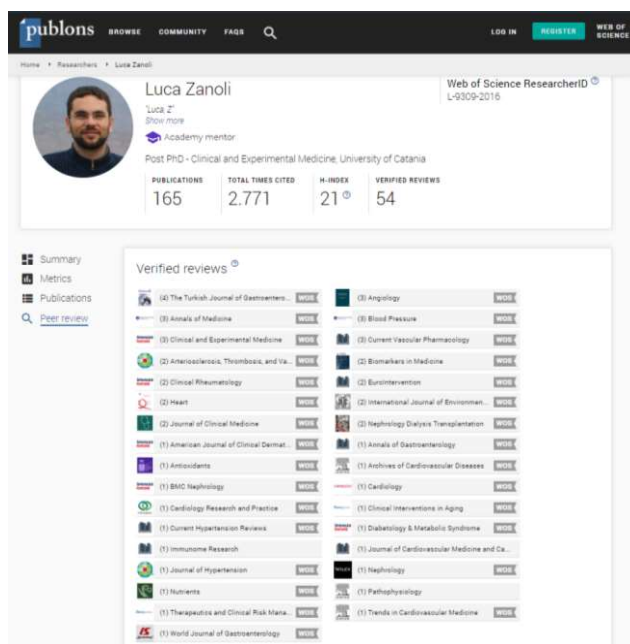 publons BROWSE COMMUNITY FAQS LOG IN REGISTER WEB OF SCIENCE
Home Researchers Luca Zanoli
Luca Zanoli
Web of Science ResearcherID
L-9309-2016
"Luca, Z"
Show more
Academy mentor
Post PhD - Clinical and Experimental Medicine, University of Catania
PUBLICATIONS TOTAL TIMES CITED H-INDEX VERIFIED REVIEWS
165 2.771 21 54
Summary
Metrics
Publications
Peer review
Verified reviews
(4) The Turkish Journal of Gastroentero... WOS (3) Angiology WOS
(3) Annals of Medicine WOS (3) Blood Pressure WOS
(3) Clinical and Experimental Medicine WOS (3) Current Vascular Pharmacology WOS
(2) Arteriosclerosis, Thrombosis, and Va... WOS (2) Biomarkers in Medicine WOS
(2) Clinical Rheumatology WOS (2) EuroIntervention WOS
(2) Heart WOS (2) International Journal of Environmen... WOS
(2) Journal of Clinical Medicine WOS (2) Nephrology Dialysis Transplantation WOS
(1) American Journal of Clinical Dermat... WOS (1) Annals of Gastroenterology WOS
(1) Antioxidants WOS (1) Archives of Cardiovascular Diseases WOS
(1) BMC Nephrology WOS (1) Cardiology WOS
(1) Cardiology Research and Practice WOS (1) Clinical Interventions in Aging WOS
(1) Current Hypertension Reviews WOS (1) Diabetology & Metabolic Syndrome WOS
(1) Immunome Research (1) Journal of Cardiovascular Medicine and Ca...
(1) Journal of Hypertension WOS (1) Nephrology WOS
(1) Nutrients WOS (1) Pathophysiology
(1) Therapeutics and Clinical Risk Mana... WOS (1) Trends in Cardiovascular Medicine WOS
(1) World Journal of Gastroenterology WOS